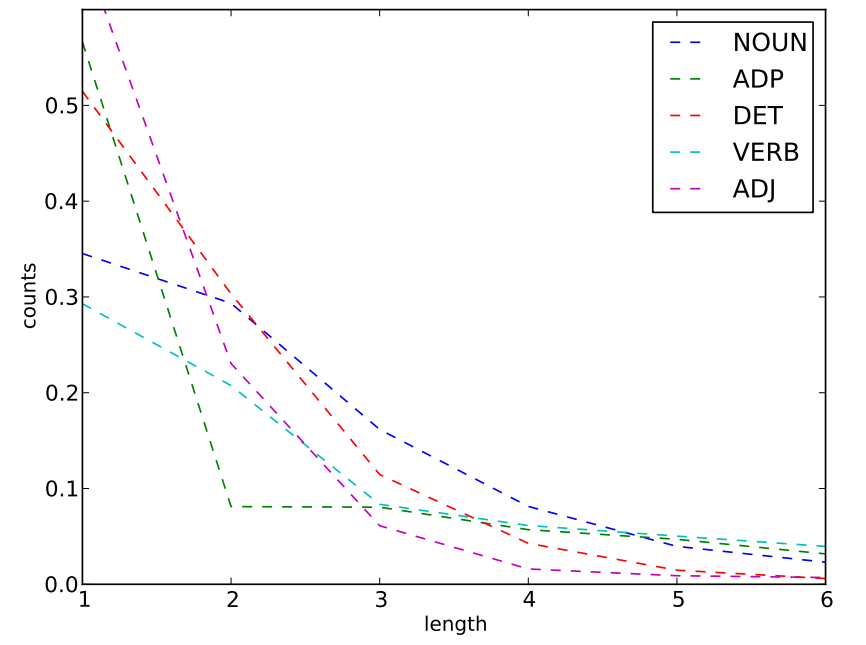 NOUN
ADP
DET
VERB
ADJ
0.5
0.4
0.3
0.2
0.1
0.0
counts
1 2 3 4 5 6
length